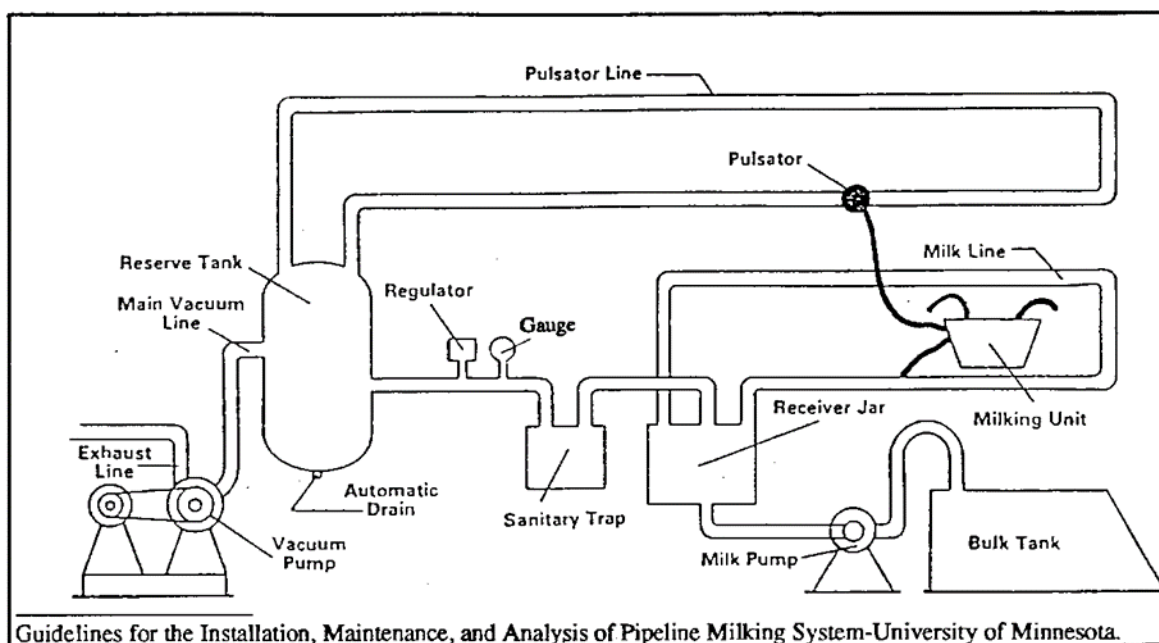 Pulsator Line
Pulsator
Reserve Tank
Milk Line
Main Vacuum
Line
Regulator
Gauge
Receiver Jar
Milking Unit
Exhaust
Line
Automatic
Drain
Sanitary Trap
Vacuum
Pump
Milk Pump
Bulk Tank
Guidelines for the Installation, Maintenance, and Analysis of Pipeline Milking System-University of Minnesota.